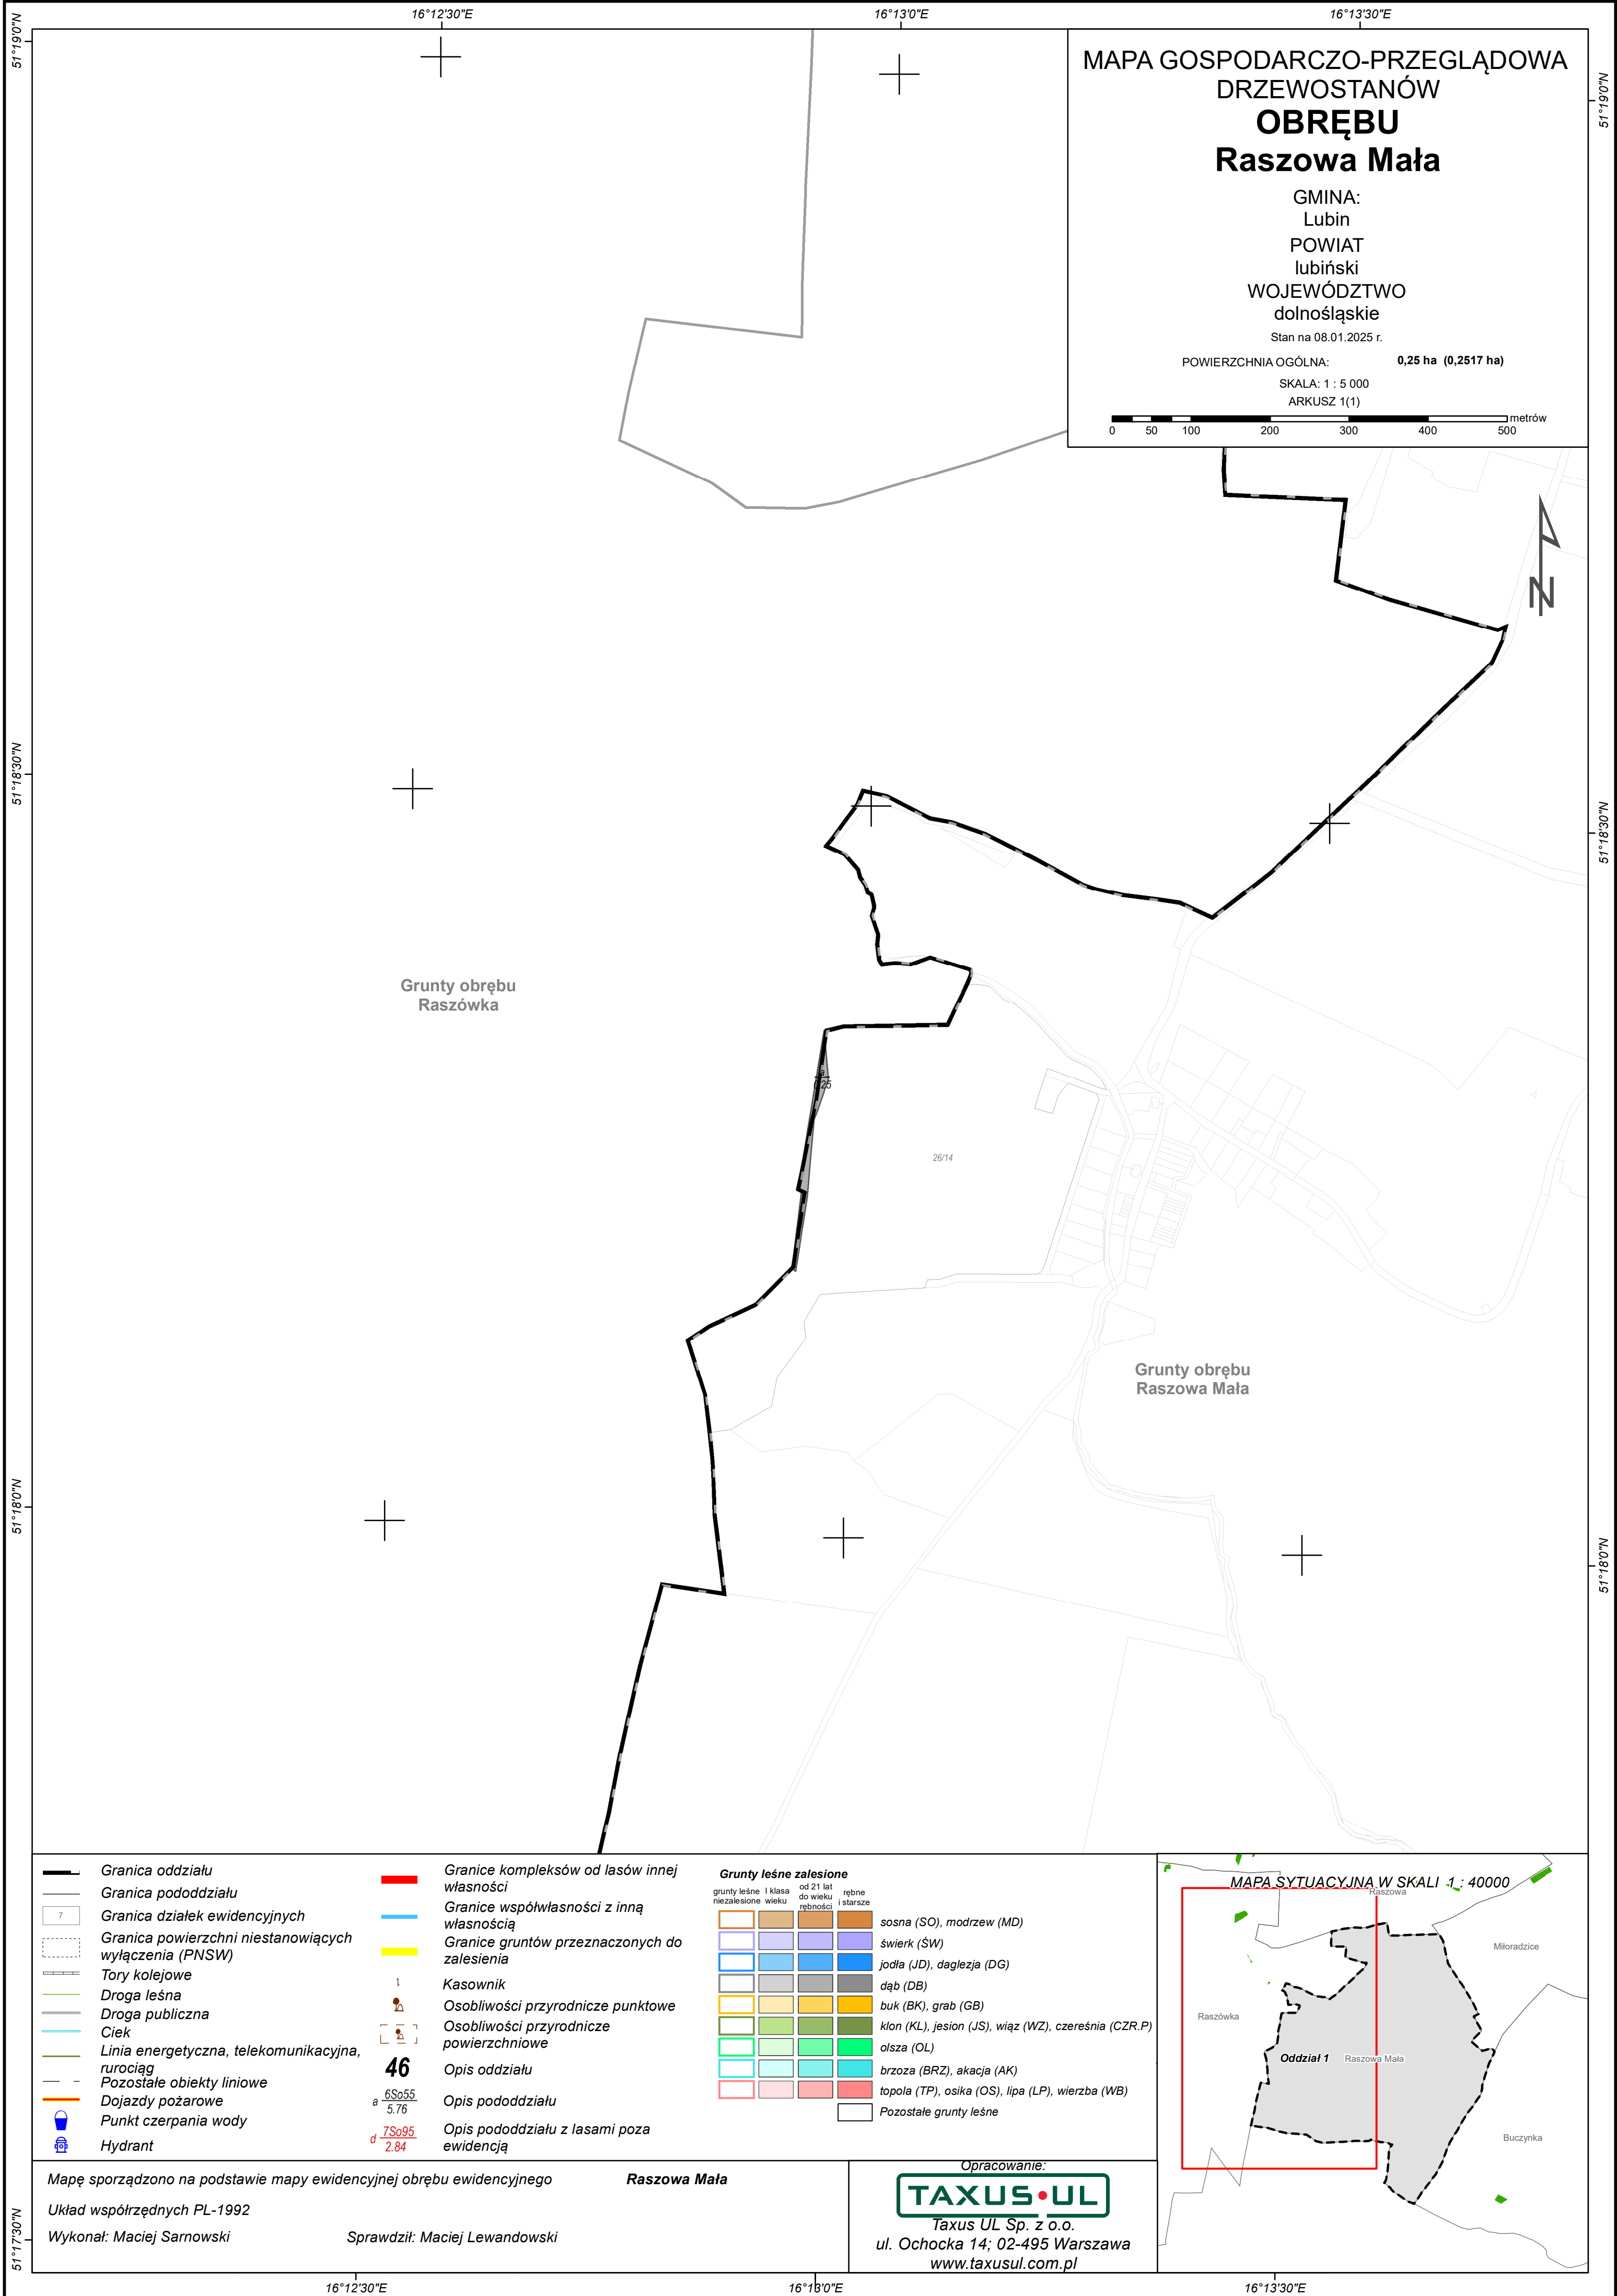 16°12'30"E
16°13'0"E
16°13'30"E
51°19'0"N
51°19'0"N
MAPA GOSPODARCZO-PRZEGLĄDOWA
DRZEWOSTANÓW
OBRĘBU
Raszowa Mała
GMINA:
Lubin
POWIAT
lubiński
WOJEWÓDZTWO
dolnośląskie
Stan na 08.01.2025 r.
POWIERZCHNIA OGÓLNA: 0,25 ha (0,2517 ha)
SKALA: 1 : 5 000
ARKUSZ 1(1)
metrów
0 50 100 200 300 400 500
N
51°18'30"N
51°18'30"N
Grunty obrębu
Raszówka
26/14
Grunty obrębu
Raszowa Mała
51°18'0"N
51°18'0"N
Granica oddziału
Granica pododdziału
7 Granica działek ewidencyjnych
Granica powierzchni niestanowiących
wyłączenia (PNSW)
Tory kolejowe
Droga leśna
Droga publiczna
Ciek
Linia energetyczna, telekomunikacyjna,
rurociąg
Pozostałe obiekty liniowe
Dojazdy pożarowe
Punkt czerpania wody
Hydrant
Granice kompleksów od lasów innej
własności
Granice współwłasności z inną
własnością
Granice gruntów przeznaczonych do
zalesienia
Kasownik
Osobliwości przyrodnicze punktowe
Osobliwości przyrodnicze
powierzchniowe
46 Opis oddziału
a 6So55
5.76
Opis pododdziału
d 7So95
2.84
Opis pododdziału z lasami poza
ewidencją
Grunty leśne zalesione
grunty leśne
niezalesione
I klasa
wieku
od 21 lat
do wieku
rębności
rębne
i starsze
sosna (SO), modrzew (MD)
świerk (ŚW)
jodła (JD), daglezja (DG)
dąb (DB)
buk (BK), grab (GB)
klon (KL), jesion (JS), wiąz (WZ), czereśnia (CZR.P)
olsza (OL)
brzoza (BRZ), akacja (AK)
topola (TP), osika (OS), lipa (LP), wierzba (WB)
Pozostałe grunty leśne
MAPA SYTUACYJNA W SKALI 1 : 40000
Raszowa
Miłoradzice
Raszówka
Oddział 1
Raszowa Mała
Buczynka
Mapę sporządzono na podstawie mapy ewidencyjnej obrębu ewidencyjnego Raszowa Mała
Układ współrzędnych PL-1992
Wykonał: Maciej Sarnowski Sprawdził: Maciej Lewandowski
Opracowanie:
TAXUS UL
Taxus UL Sp. z o.o.
ul. Ochocka 14; 02-495 Warszawa
www.taxusul.com.pl
51°17'30"N
16°12'30"E
16°13'0"E
16°13'30"E